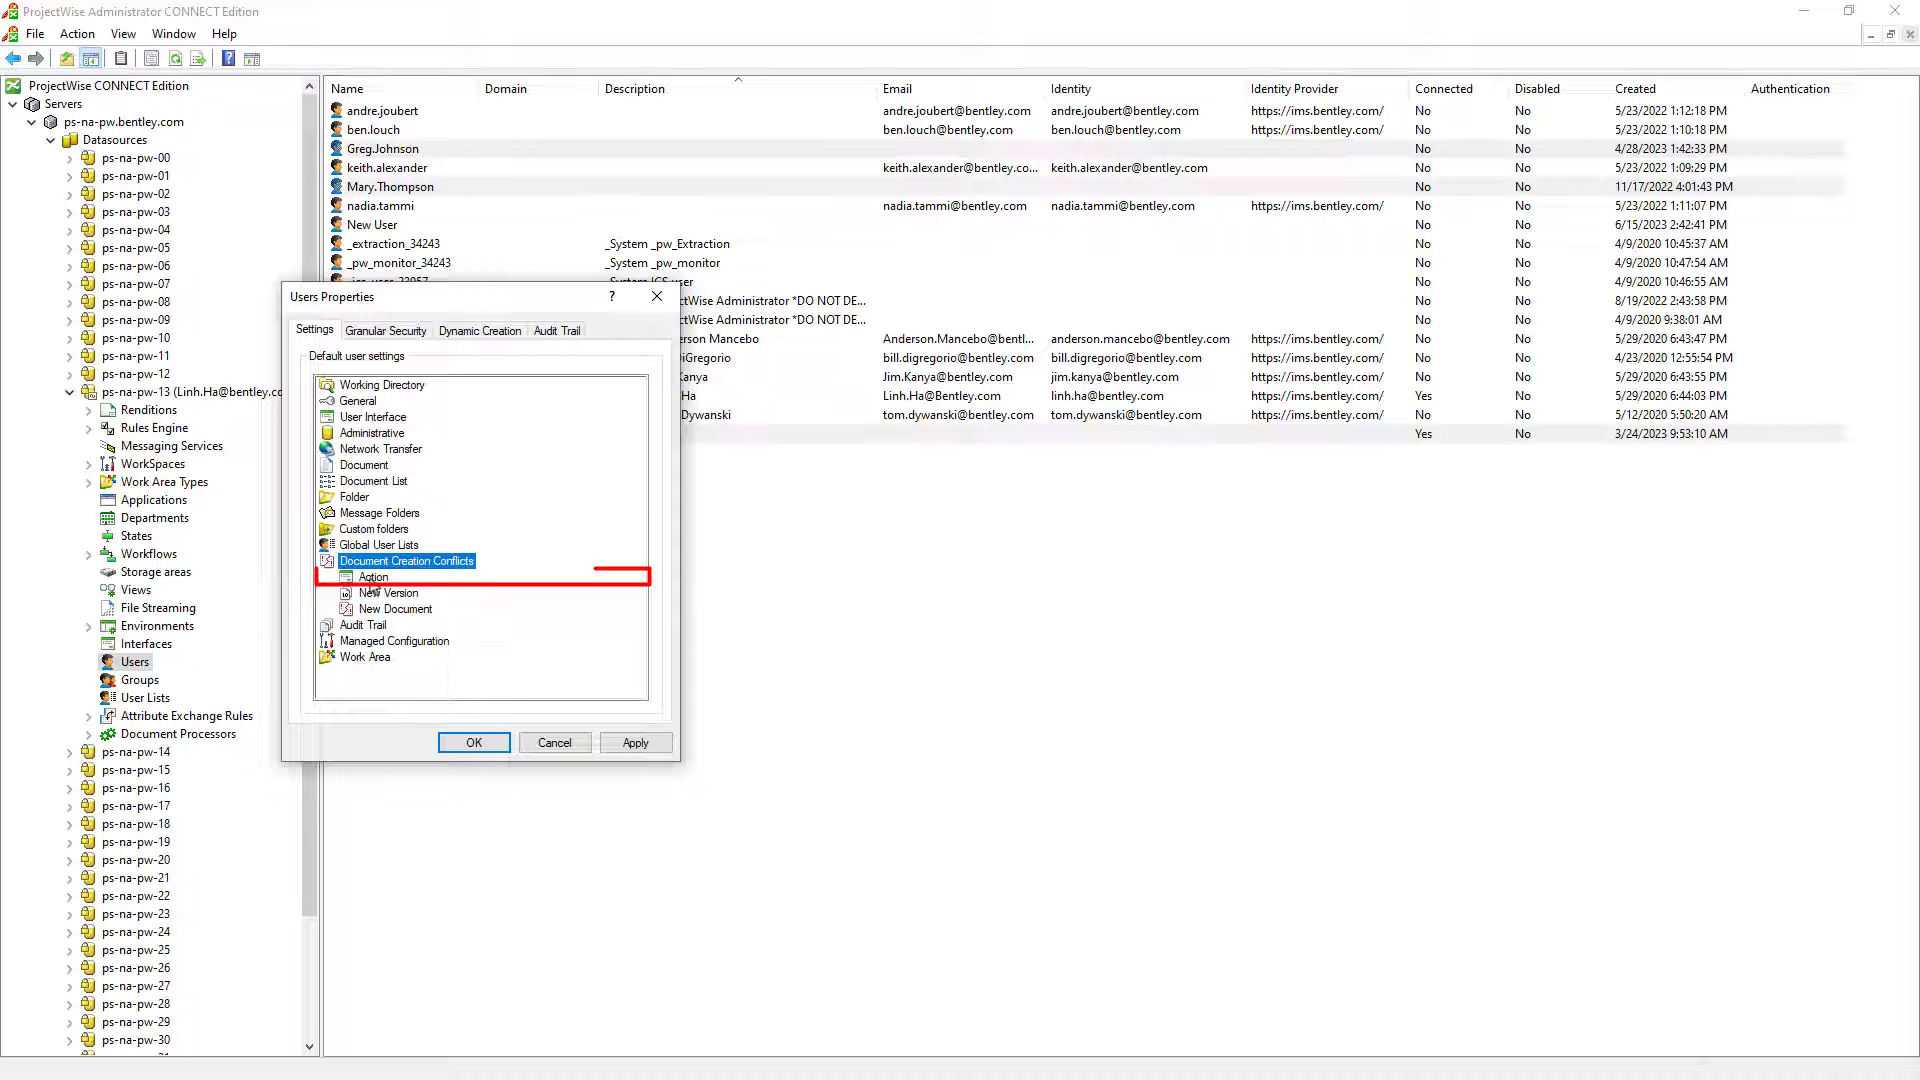 ProjectWise Administrator CONNECT Edition
File Action View Window Help
ProjectWise CONNECT Edition
Servers
ps-na-pw.bentley.com
Datasources
ps-na-pw-00
ps-na-pw-01
ps-na-pw-02
ps-na-pw-03
ps-na-pw-04
ps-na-pw-05
ps-na-pw-06
ps-na-pw-07
ps-na-pw-08
ps-na-pw-09
ps-na-pw-10
ps-na-pw-11
ps-na-pw-12
ps-na-pw-13 (Linh.Ha@bentley.co
Renditions
Rules Engine
Messaging Services
WorkSpaces
Work Area Types
Applications
Departments
States
Workflows
Storage areas
Views
File Streaming
Environments
Interfaces
Users
Groups
User Lists
Attribute Exchange Rules
Document Processors
ps-na-pw-14
ps-na-pw-15
ps-na-pw-16
ps-na-pw-17
ps-na-pw-18
ps-na-pw-19
ps-na-pw-20
ps-na-pw-21
ps-na-pw-22
ps-na-pw-23
ps-na-pw-24
ps-na-pw-25
ps-na-pw-26
ps-na-pw-27
ps-na-pw-28
ps-na-pw-29
ps-na-pw-30
Name Domain Description Email Identity Identity Provider Connected Disabled Created Authentication
andre.joubert andre.joubert@bentley.com andre.joubert@bentley.com https://ims.bentley.com/ No No 5/23/2022 1:12:18 PM
ben.louch ben.louch@bentley.com ben.louch@bentley.com https://ims.bentley.com/ No No 5/23/2022 1:10:18 PM
Greg.Johnson No No 4/28/2023 1:42:33 PM
keith.alexander keith.alexander@bentley.co... keith.alexander@bentley.com No No 5/23/2022 1:09:29 PM
Mary.Thompson No No 11/17/2022 4:01:43 PM
nadia.tammi nadia.tammi@bentley.com nadia.tammi@bentley.com https://ims.bentley.com/ No No 5/23/2022 1:11:07 PM
New User No No 6/15/2023 2:42:41 PM
_extraction_34243 _System _pw_Extraction No No 4/9/2020 10:45:37 AM
_pw_monitor_34243 _System _pw_monitor No No 4/9/2020 10:47:54 AM
No No 4/9/2020 10:46:55 AM
ctWise Administrator *DO NOT DE... No No 8/19/2022 2:43:58 PM
ctWise Administrator *DO NOT DE... No No 4/9/2020 9:38:01 AM
erson Mancebo Anderson.Mancebo@bentl... anderson.mancebo@bentley.com https://ims.bentley.com/ No No 5/29/2020 6:43:47 PM
DiGregorio bill.digregorio@bentley.com bill.digregorio@bentley.com https://ims.bentley.com/ No No 4/23/2020 12:55:54 PM
Kanya Jim.Kanya@bentley.com jim.kanya@bentley.com https://ims.bentley.com/ No No 5/29/2020 6:43:55 PM
Ha Linh.Ha@bentley.com linh.ha@bentley.com https://ims.bentley.com/ Yes No 5/29/2020 6:44:03 PM
Dywanski tom.dywanski@bentley.com tom.dywanski@bentley.com https://ims.bentley.com/ No No 5/12/2020 5:50:20 AM
Yes No 3/24/2023 9:53:10 AM
Users Properties
Settings Granular Security Dynamic Creation Audit Trail
Default user settings
Working Directory
General
User Interface
Administrative
Network Transfer
Document
Document List
Folder
Message Folders
Custom folders
Global User Lists
Document Creation Conflicts
Action
New Version
New Document
Audit Trail
Managed Configuration
Work Area
OK Cancel Apply